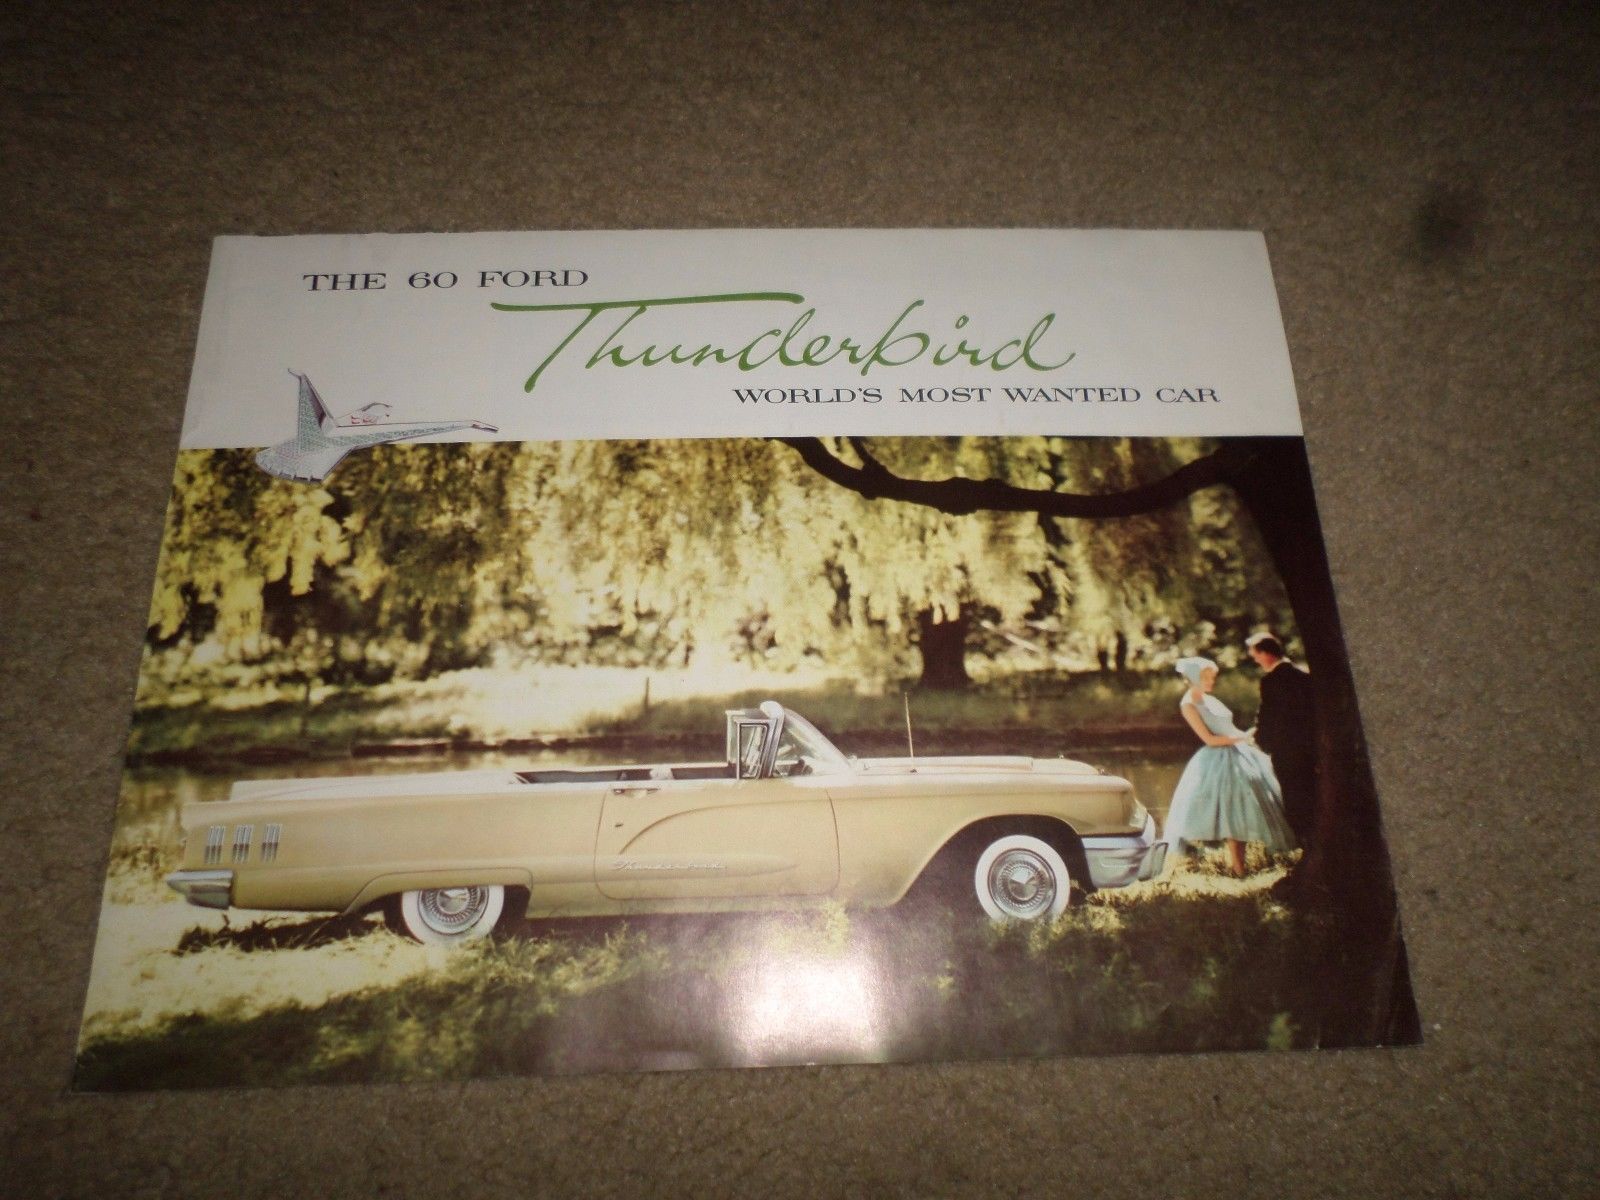 THE 60 FORD
Thunderbird
WORLD'S MOST WANTED CAR
Thunderbird